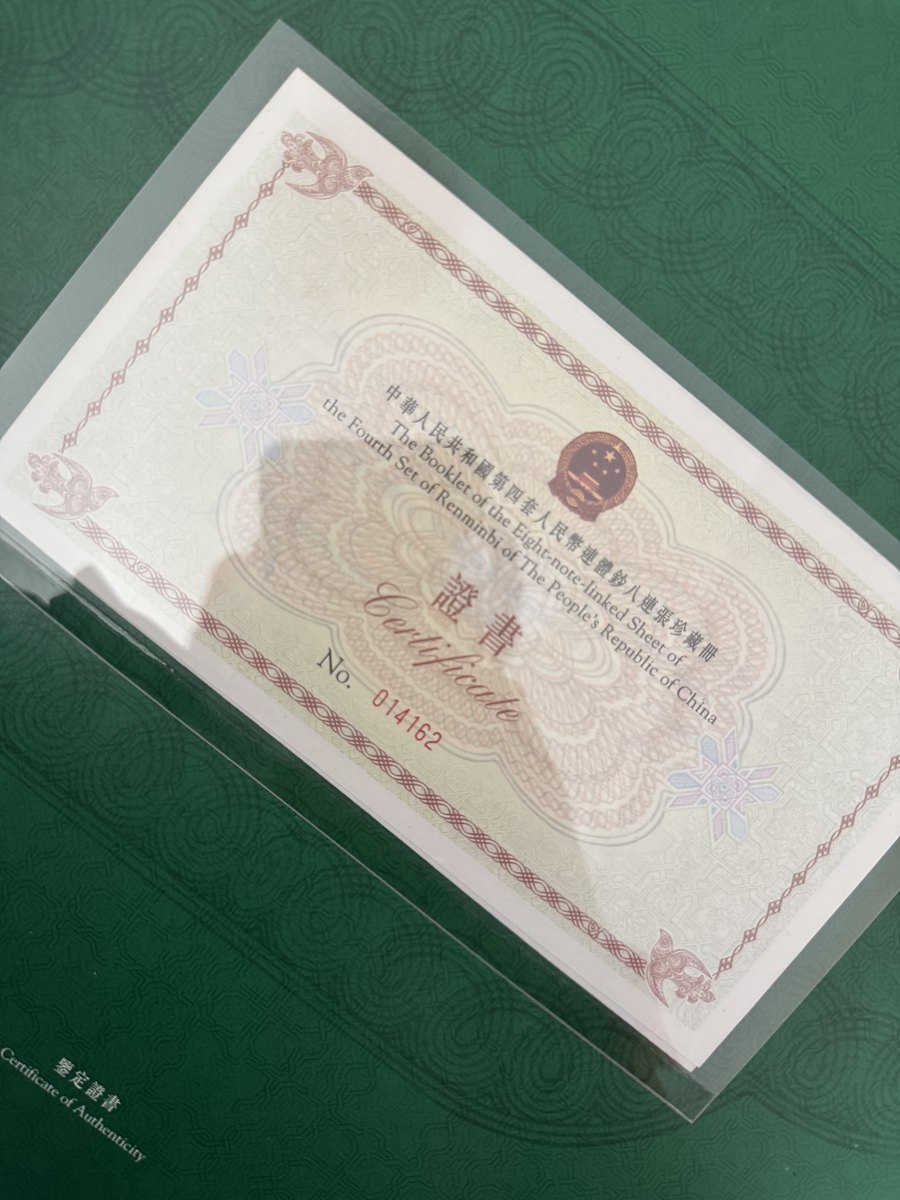 中華人民共和國第四套人民幣連體鈔八連張珍藏冊
The Booklet of the Eight-note-linked Sheet of
the Fourth Set of Renminbi of The People's Republic of China
證書
Certificate
No. 014162
鑒定證書
Certificate of Authenticity